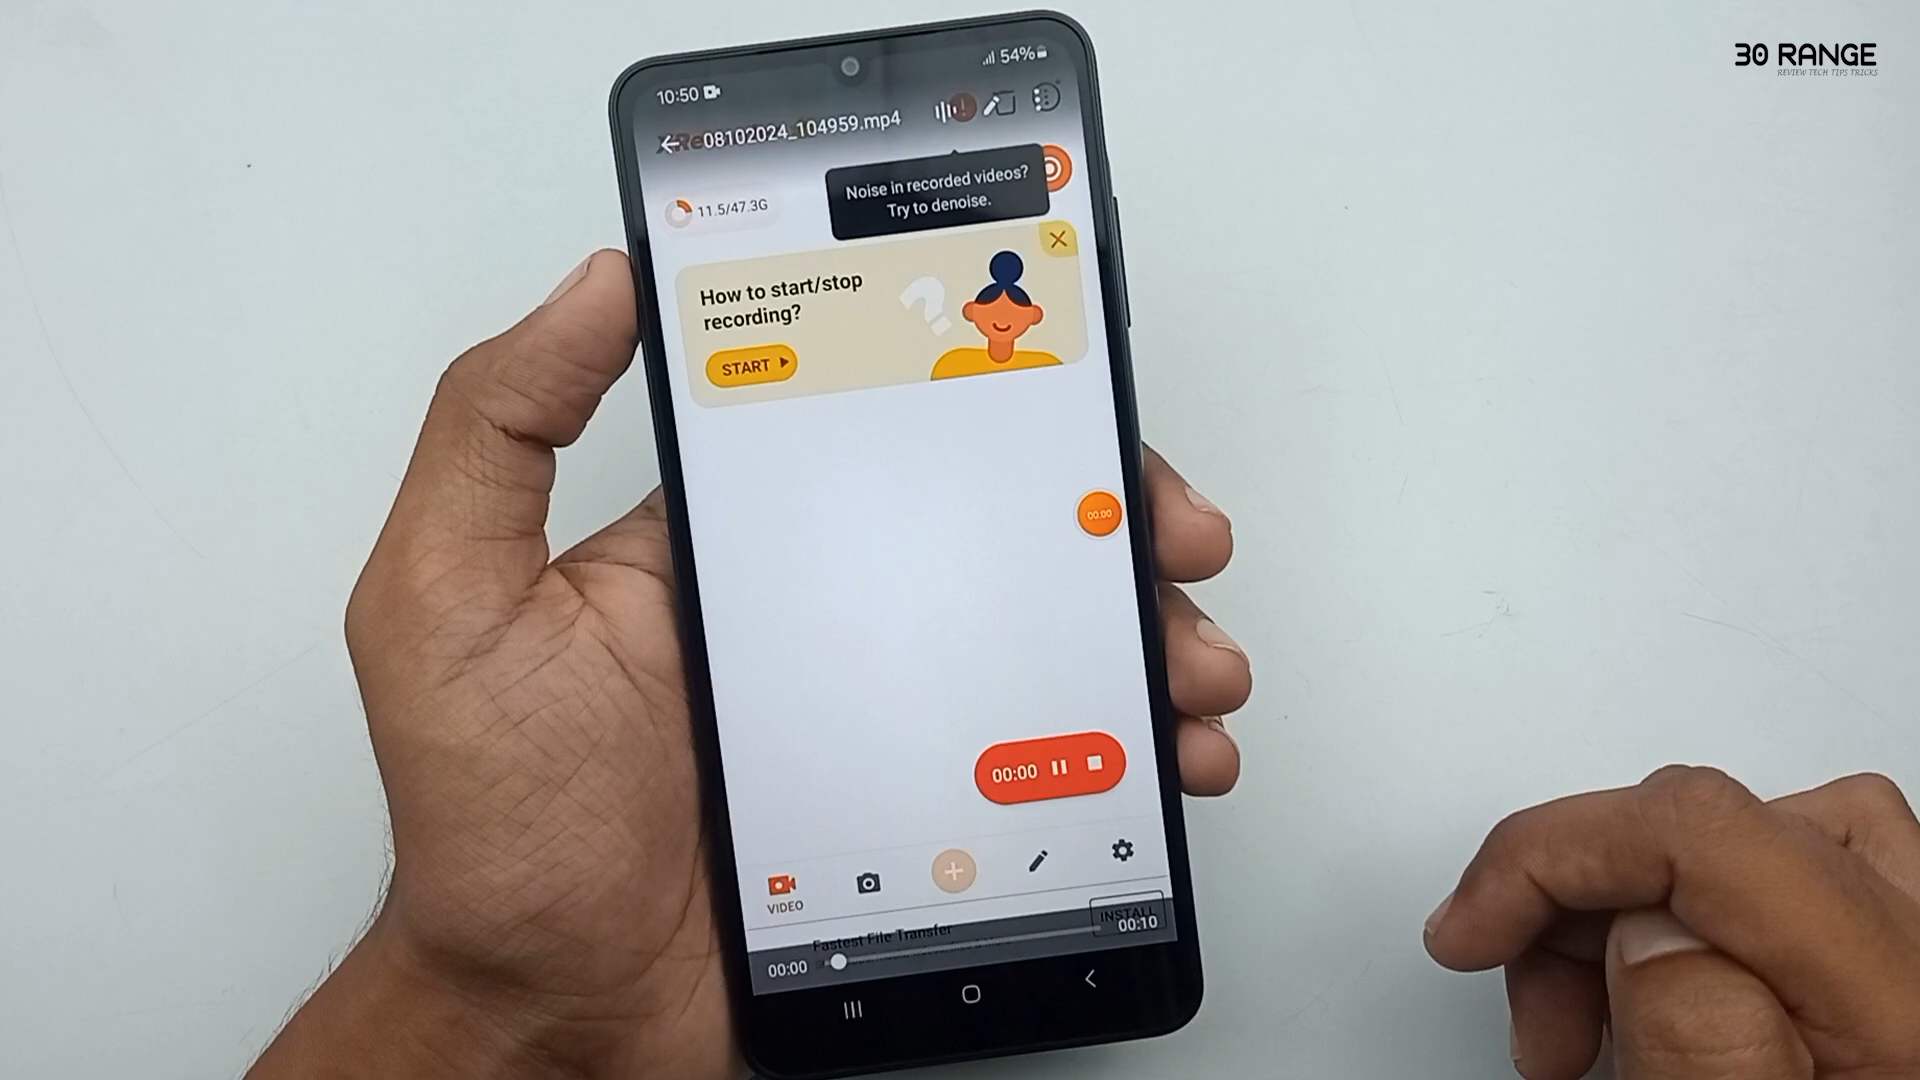 30 RANGE
REVIEW TECH TIPS TRICKS
10:50
54%
08102024_104959.mp4
Noise in recorded videos?
Try to denoise.
11.5/47.3G
How to start/stop
recording?
START
00:00
00:00
VIDEO
INSTALL
Fastest File Transfer
00:10
00:00